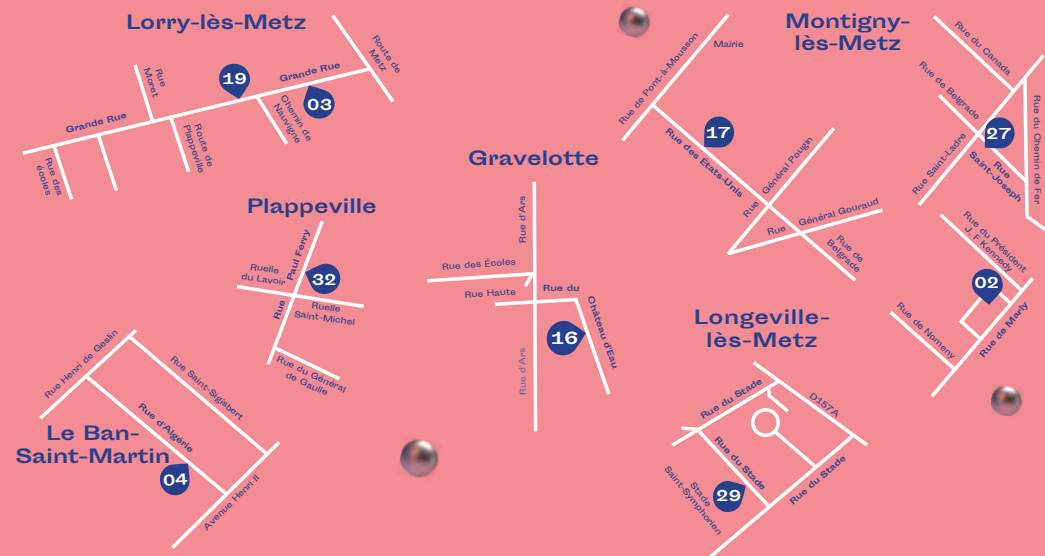 Lorry-lès-Metz
Route de
Metz
Rue
Moret
19
Grande Rue
03
Grande Rue
Chemin de
Nauvigne
Route de
Plappeville
Rue des
écoles
Plappeville
Rue Paul Ferry
32
Ruelle
du Lavoir
Ruelle
Saint-Michel
Rue du Général
de Gaulle
Rue Henri de Geslin
Rue Saint-Sigisbert
Rue d'Algérie
Le Ban-
Saint-Martin
04
Avenue Henri II
Gravelotte
Rue d'Ars
Rue des Écoles
Rue Haute
Rue du Château d'Eau
16
Rue d'Ars
Montigny-
lès-Metz
Mairie
Rue de Pont-à-Mousson
17
Rue des États-Unis
Rue Général Pougin
Rue Général Gouraud
Rue de
Belgrade
Rue du Canada
Rue de Belgrade
27
Rue du Chemin de Fer
Rue Saint-Ladre
Rue
Saint-Joseph
Rue du Président
J. F Kennedy
02
Rue de Nomeny
Rue de Marly
Longeville-
lès-Metz
Rue du Stade
D157A
Rue du Stade
Rue du Stade
29
Stade
Saint-Symphorien